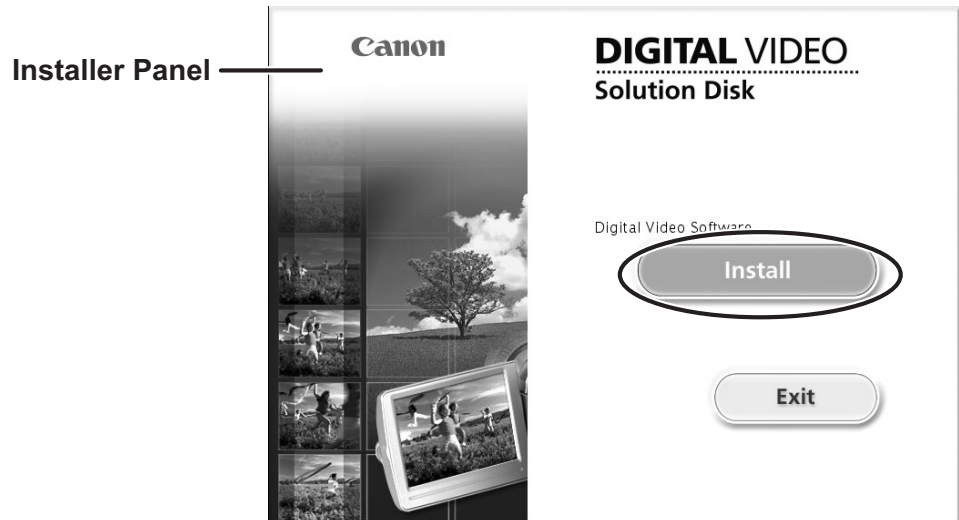 Installer Panel
Canon
DIGITAL VIDEO
Solution Disk
Digital Video Software
Install
Exit